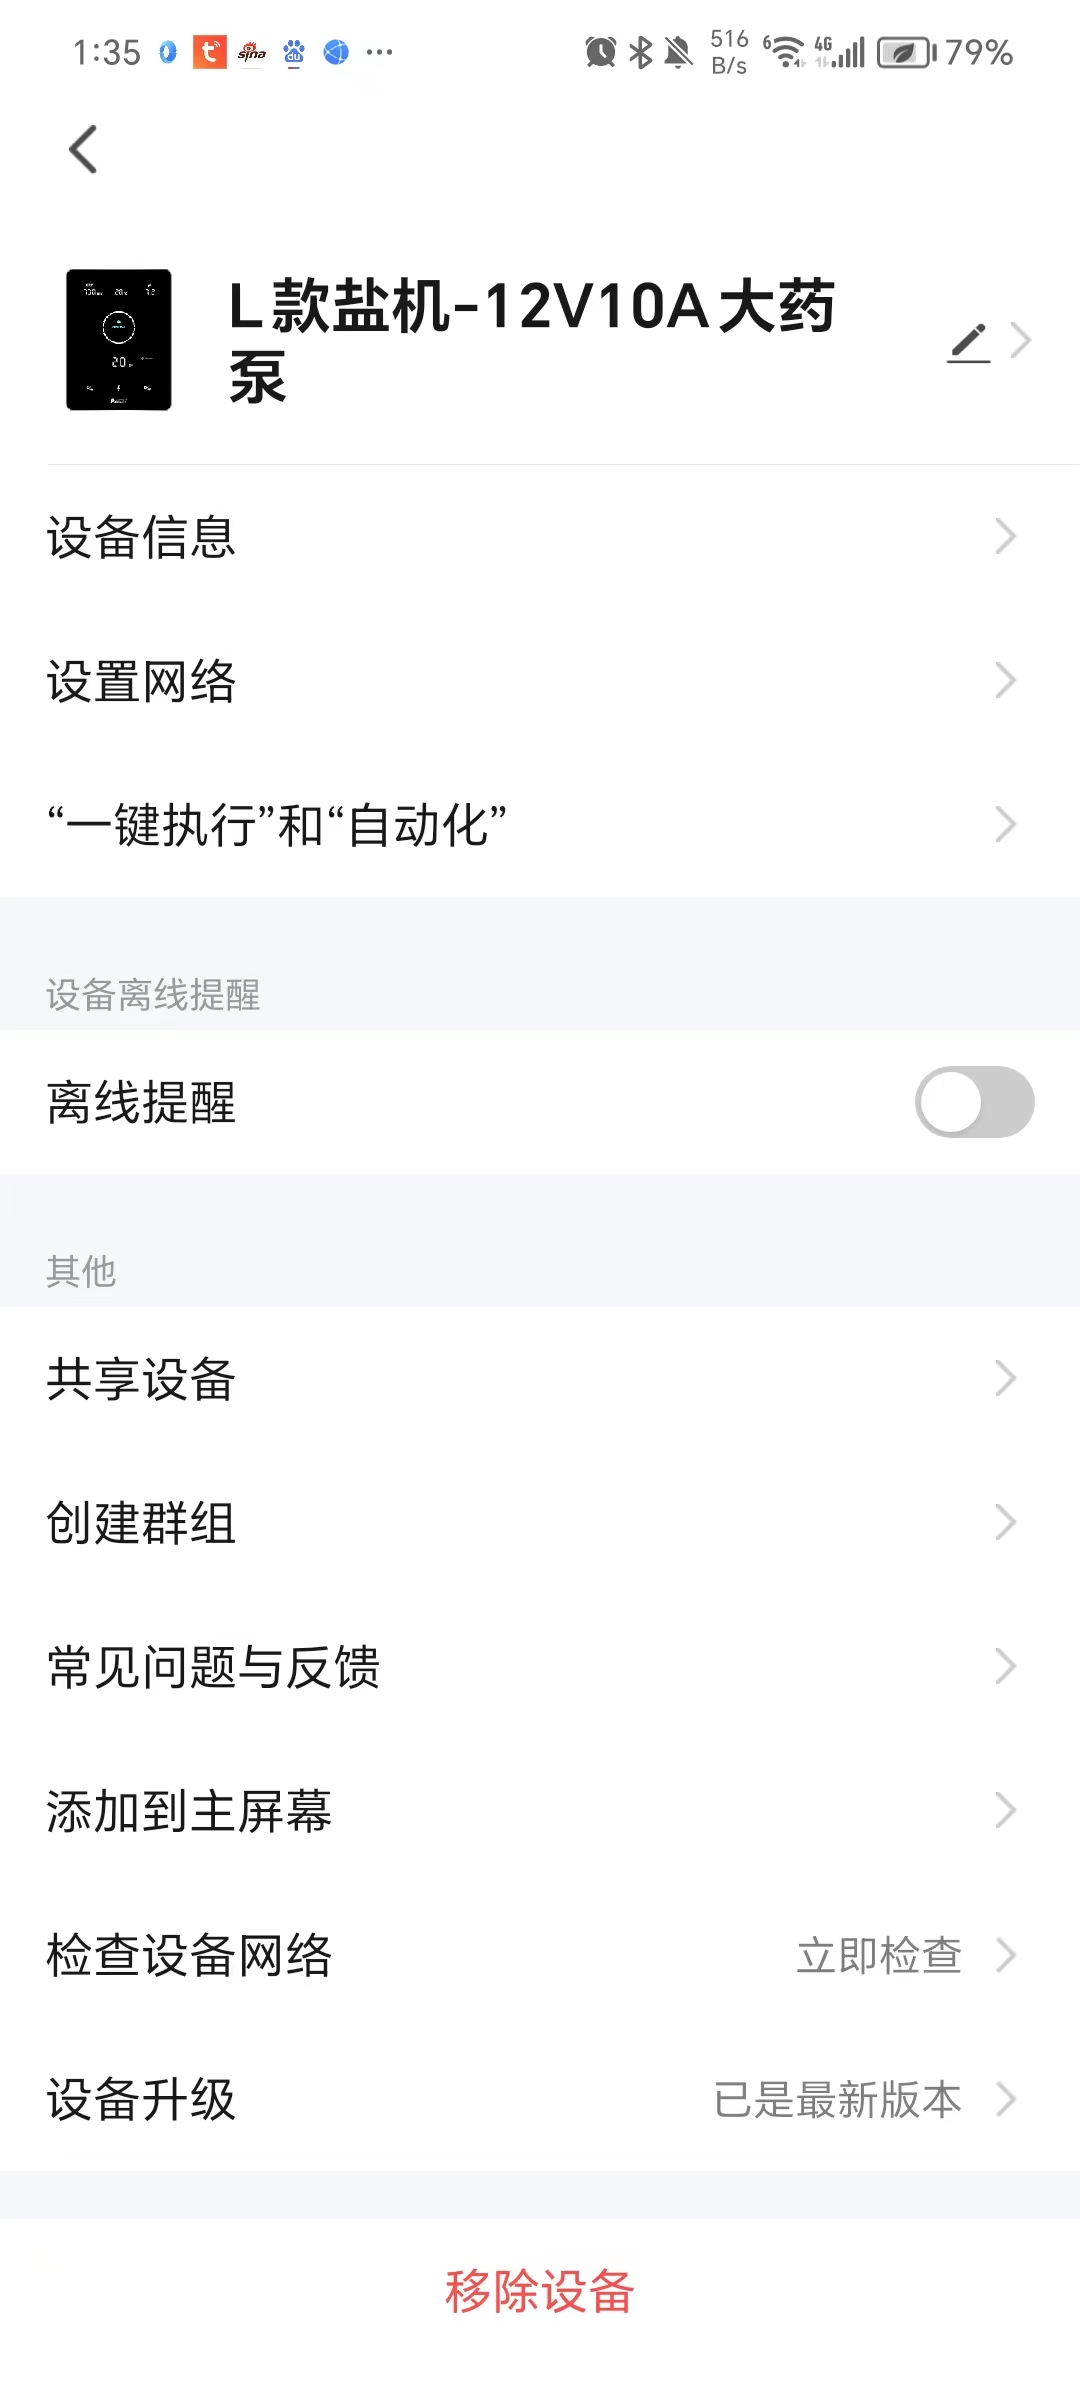 1:35 516 B/s 6 4G 79%
L款盐机-12V10A大药
泵
设备信息
设置网络
“一键执行”和“自动化”
设备离线提醒
离线提醒
其他
共享设备
创建群组
常见问题与反馈
添加到主屏幕
检查设备网络 立即检查
设备升级 已是最新版本
移除设备